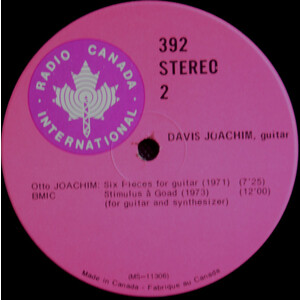 RADIO CANADA
INTERNATIONAL
392
STEREO
2
DAVIS JOACHIM, guitar
Otto JOACHIM: Six Pieces for guitar (1971) (7'25)
BMIC Stimulus à Goad (1973) (12'00)
(for guitar and synthesizer)
(MS-11306)
Made in Canada - Fabrique au Canada